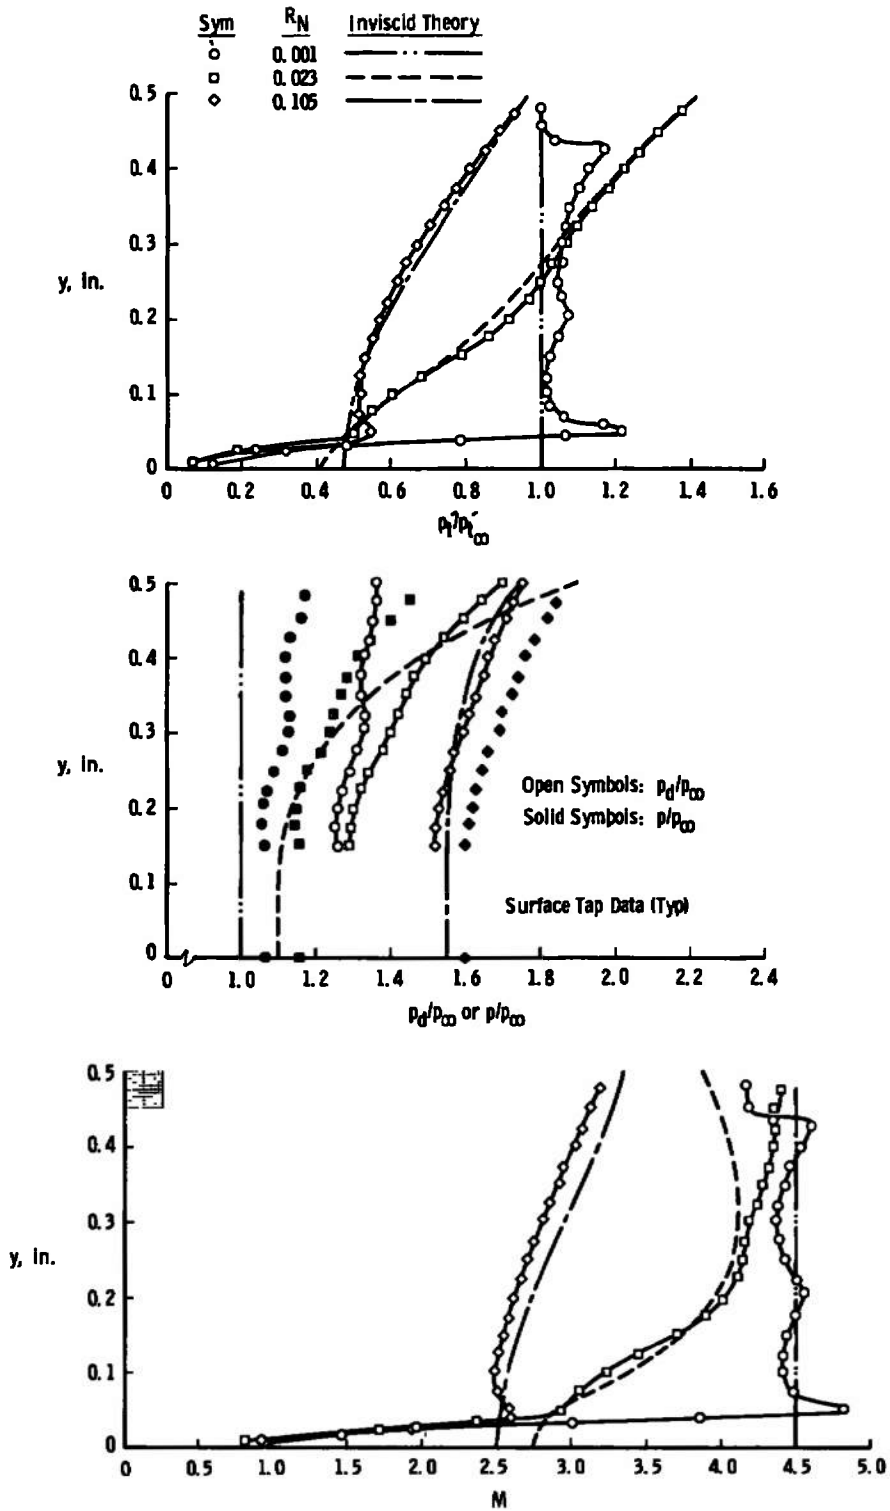 Sym R_N Inviscid Theory
0.001
0.023
0.105
0.5
0.4
0.3
y, in.
0.2
0.1
0
0 0.2 0.4 0.6 0.8 1.0 1.2 1.4 1.6
p_t′/p_t∞′
0.5
0.4
0.3
y, in.
0.2
0.1
0
Open Symbols: p_d/p_∞
Solid Symbols: p/p_∞
Surface Tap Data (Typ)
0 1.0 1.2 1.4 1.6 1.8 2.0 2.2 2.4
p_d/p_∞ or p/p_∞
0.5
0.4
0.3
y, in.
0.2
0.1
0
0 0.5 1.0 1.5 2.0 2.5 3.0 3.5 4.0 4.5 5.0
M